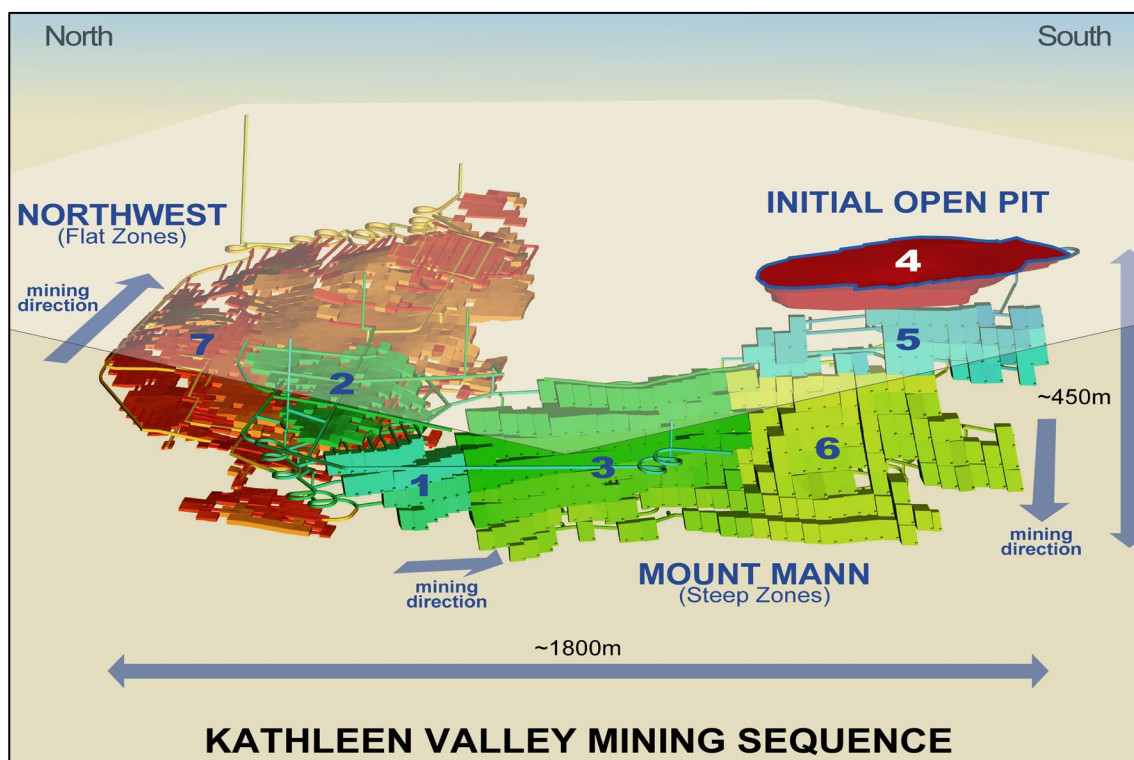 North
South
NORTHWEST
(Flat Zones)
INITIAL OPEN PIT
mining
direction
4
7
2
5
~450m
1
3
6
mining
direction
mining
direction
MOUNT MANN
(Steep Zones)
~1800m
KATHLEEN VALLEY MINING SEQUENCE